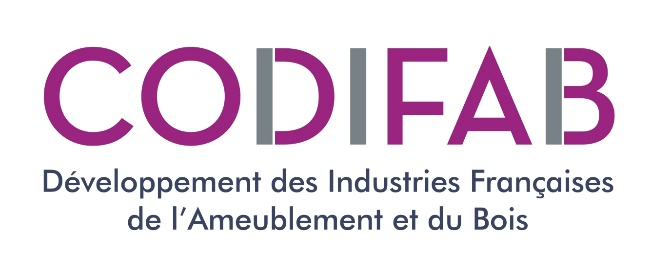 CODIFAB
Développement des Industries Françaises
de l'Ameublement et du Bois